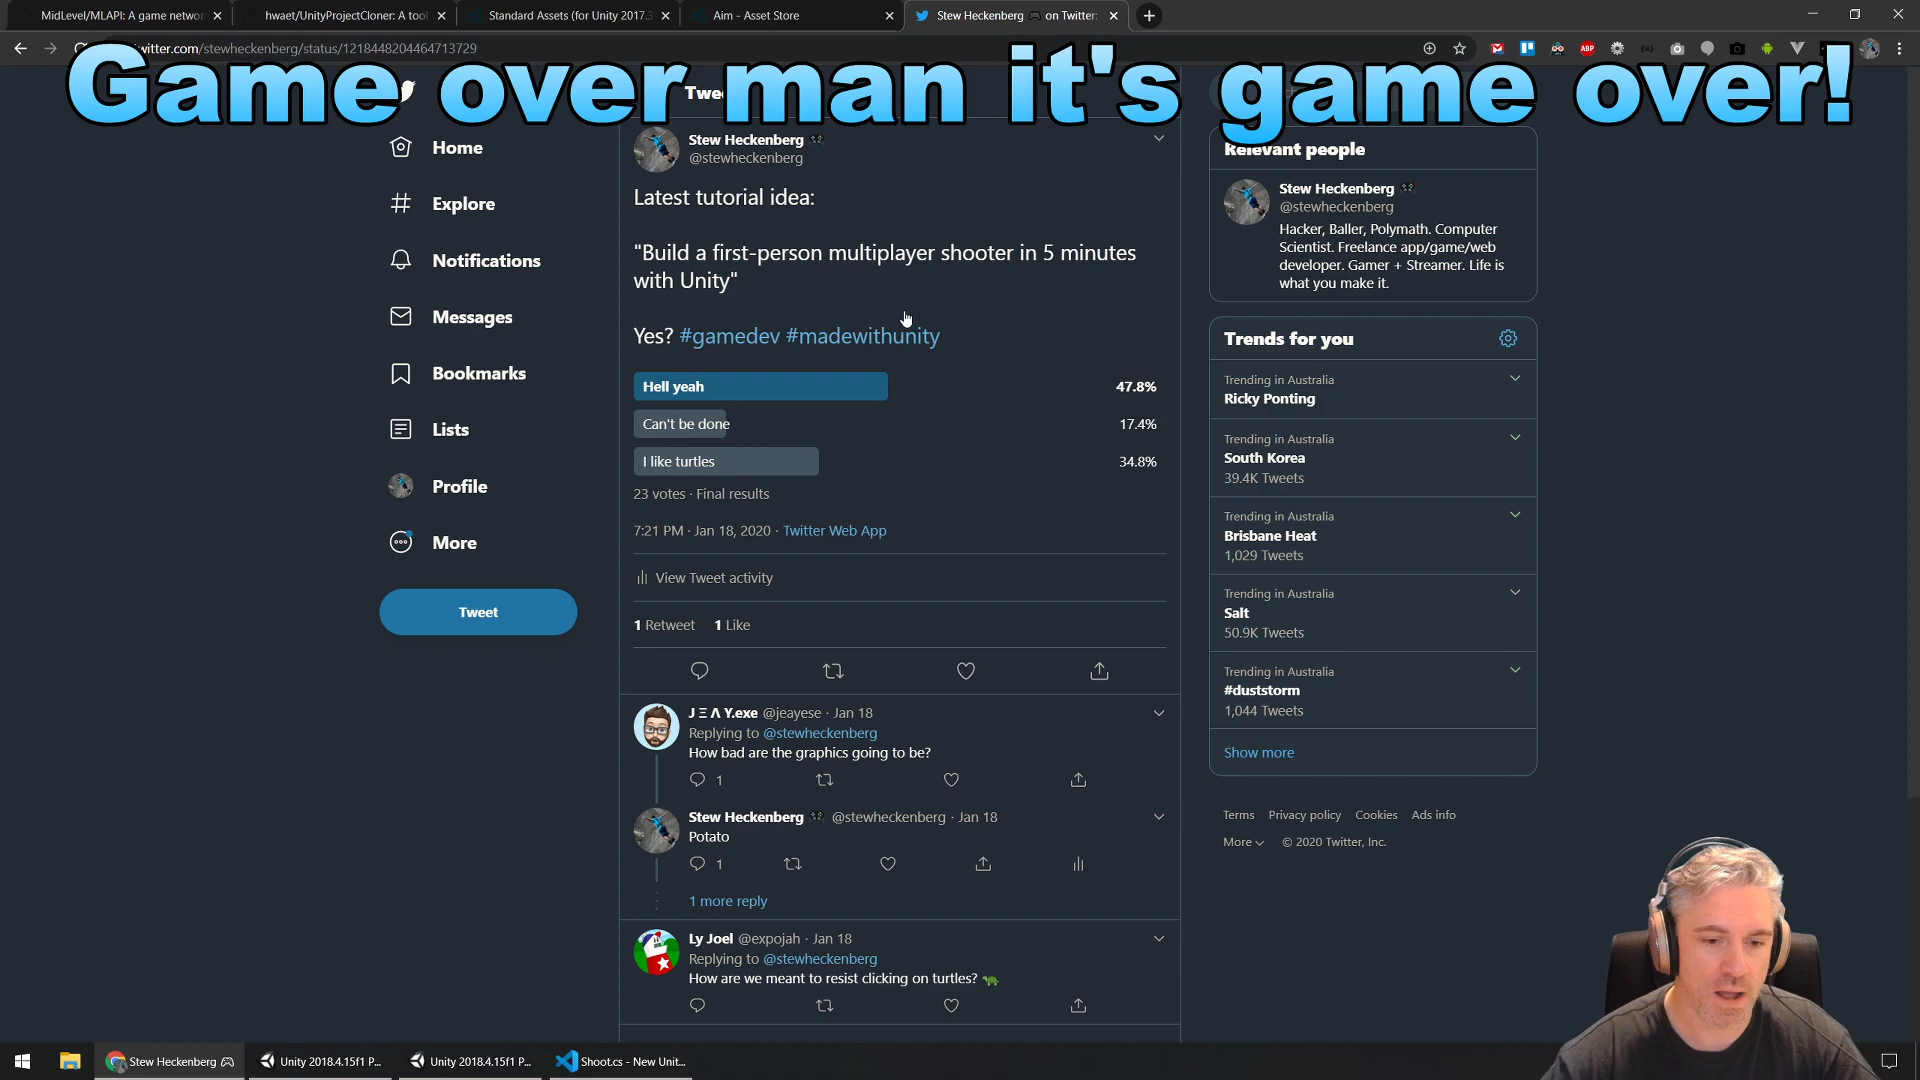 MidLevel/MLAPI: A game networ
hwaet/UnityProjectCloner: A tool
Standard Assets (for Unity 2017.3
Aim - Asset Store
Stew Heckenberg 🎮 on Twitter:
witter.com/stewheckenberg/status/1218448204464713729
Game over man it's game over!
Home
Explore
Notifications
Messages
Bookmarks
Lists
Profile
More
Tweet
Stew Heckenberg 🎮
@stewheckenberg
Latest tutorial idea:
"Build a first-person multiplayer shooter in 5 minutes
with Unity"
Yes? #gamedev #madewithunity
Hell yeah 47.8%
Can't be done 17.4%
I like turtles 34.8%
23 votes · Final results
7:21 PM · Jan 18, 2020 · Twitter Web App
View Tweet activity
1 Retweet 1 Like
J Ξ Λ Y.exe @jeayese · Jan 18
Replying to @stewheckenberg
How bad are the graphics going to be?
1
Stew Heckenberg 🎮 @stewheckenberg · Jan 18
Potato
1
1 more reply
Ly Joel @expojah · Jan 18
Replying to @stewheckenberg
How are we meant to resist clicking on turtles? 🐢
Relevant people
Stew Heckenberg 🎮
@stewheckenberg
Hacker, Baller, Polymath. Computer
Scientist. Freelance app/game/web
developer. Gamer + Streamer. Life is
what you make it.
Trends for you
Trending in Australia
Ricky Ponting
Trending in Australia
South Korea
39.4K Tweets
Trending in Australia
Brisbane Heat
1,029 Tweets
Trending in Australia
Salt
50.9K Tweets
Trending in Australia
#duststorm
1,044 Tweets
Show more
Terms Privacy policy Cookies Ads info
More © 2020 Twitter, Inc.
Stew Heckenberg 🎮
Unity 2018.4.15f1 P...
Unity 2018.4.15f1 P...
Shoot.cs - New Unit...